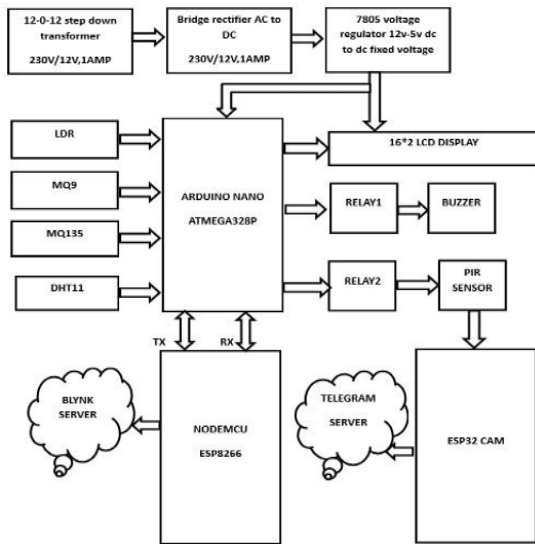 12-0-12 step down
transformer
230V/12V,1AMP
Bridge rectifier AC to
DC
230V/12V,1AMP
7805 voltage
regulator 12v-5v dc
to dc fixed voltage
LDR
MQ9
MQ135
DHT11
ARDUINO NANO
ATMEGA328P
16*2 LCD DISPLAY
RELAY1
BUZZER
RELAY2
PIR
SENSOR
TX
RX
BLYNK
SERVER
NODEMCU
ESP8266
TELEGRAM
SERVER
ESP32 CAM